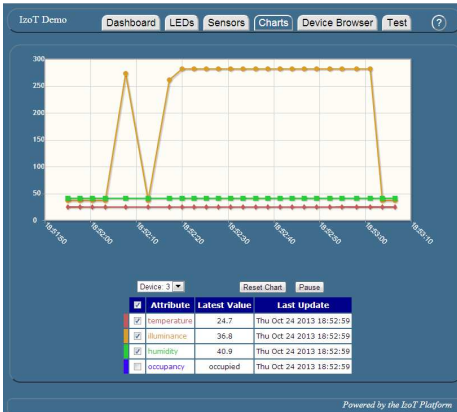 IzoT Demo
Dashboard LEDs Sensors Charts Device Browser Test ?
300
250
200
150
100
50
0
18:51:50 18:52:00 18:52:10 18:52:20 18:52:30 18:52:40 18:52:50 18:53:00 18:53:10
Device: 3 Reset Chart Pause
Attribute Latest Value Last Update
temperature 24.7 Thu Oct 24 2013 18:52:59
illuminance 36.8 Thu Oct 24 2013 18:52:59
humidity 40.9 Thu Oct 24 2013 18:52:59
occupancy occupied Thu Oct 24 2013 18:52:59
Powered by the IzoT Platform